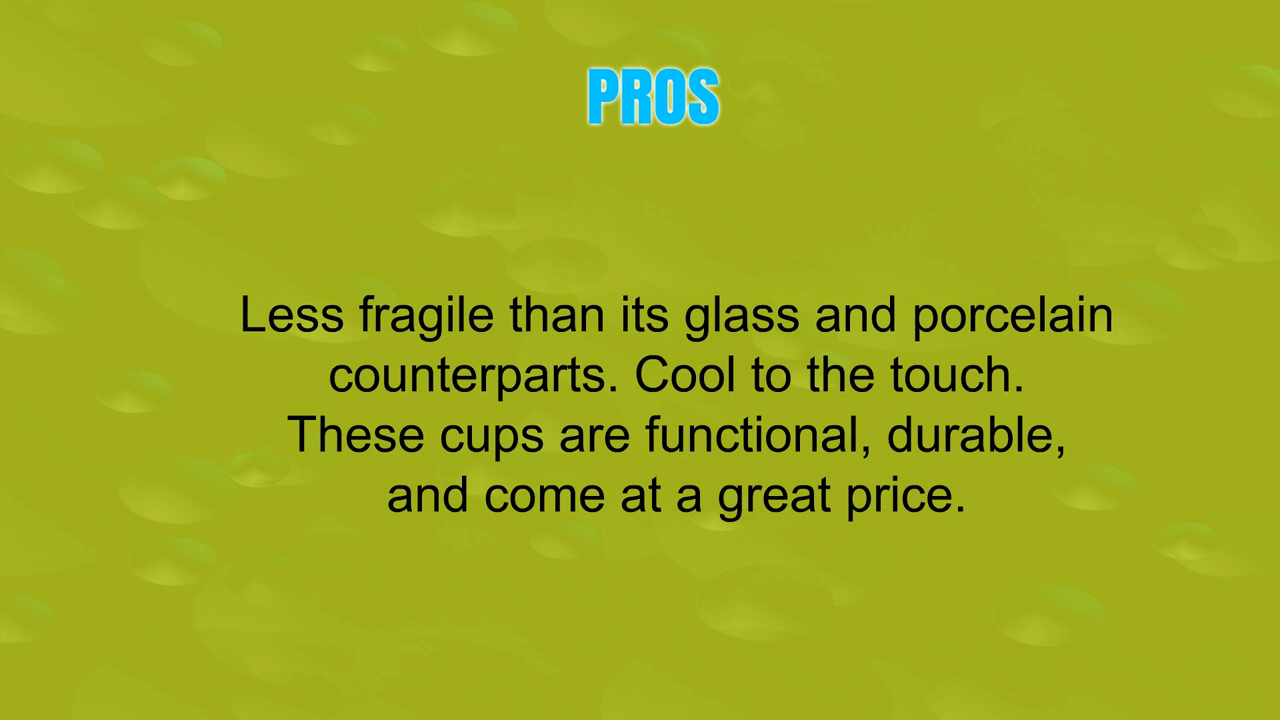 PROS
Less fragile than its glass and porcelain
counterparts. Cool to the touch.
These cups are functional, durable,
and come at a great price.